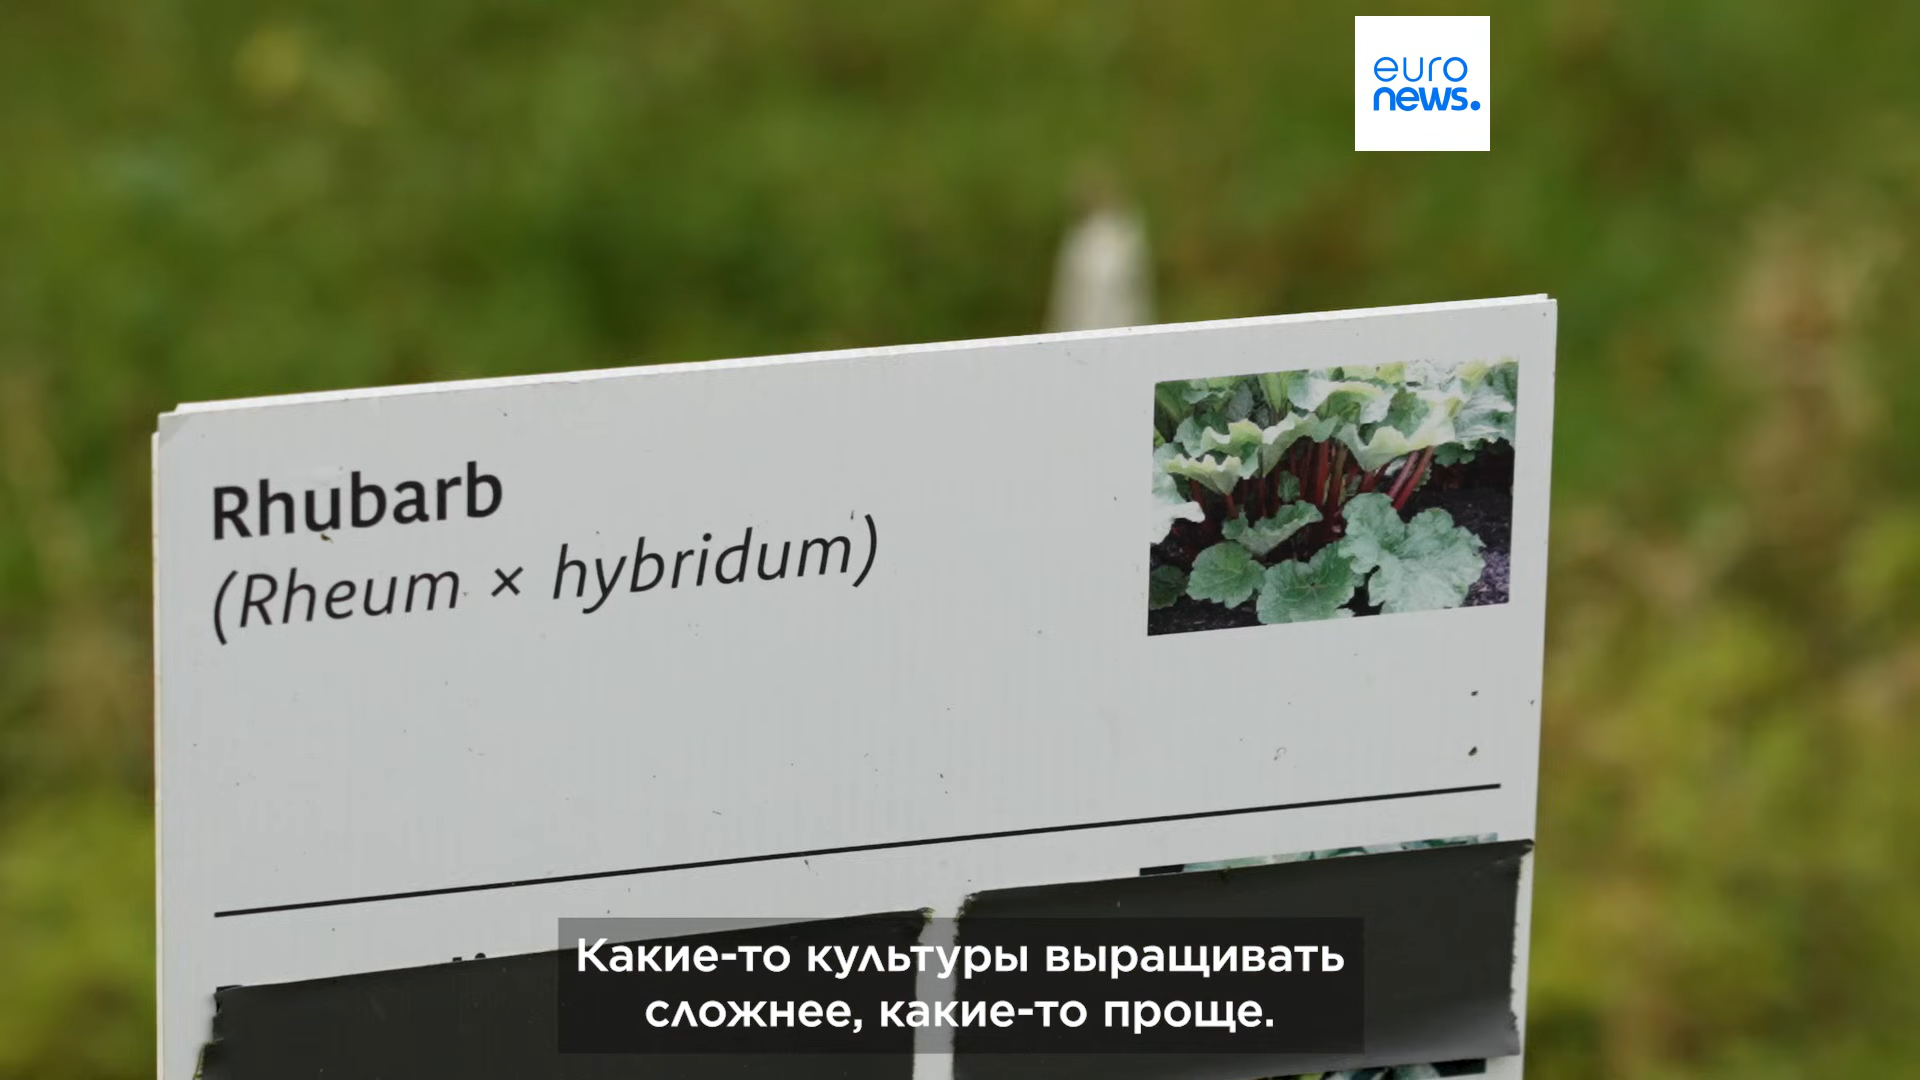 euro
news.
Rhubarb
(Rheum × hybridum)
Какие-то культуры выращивать
сложнее, какие-то проще.